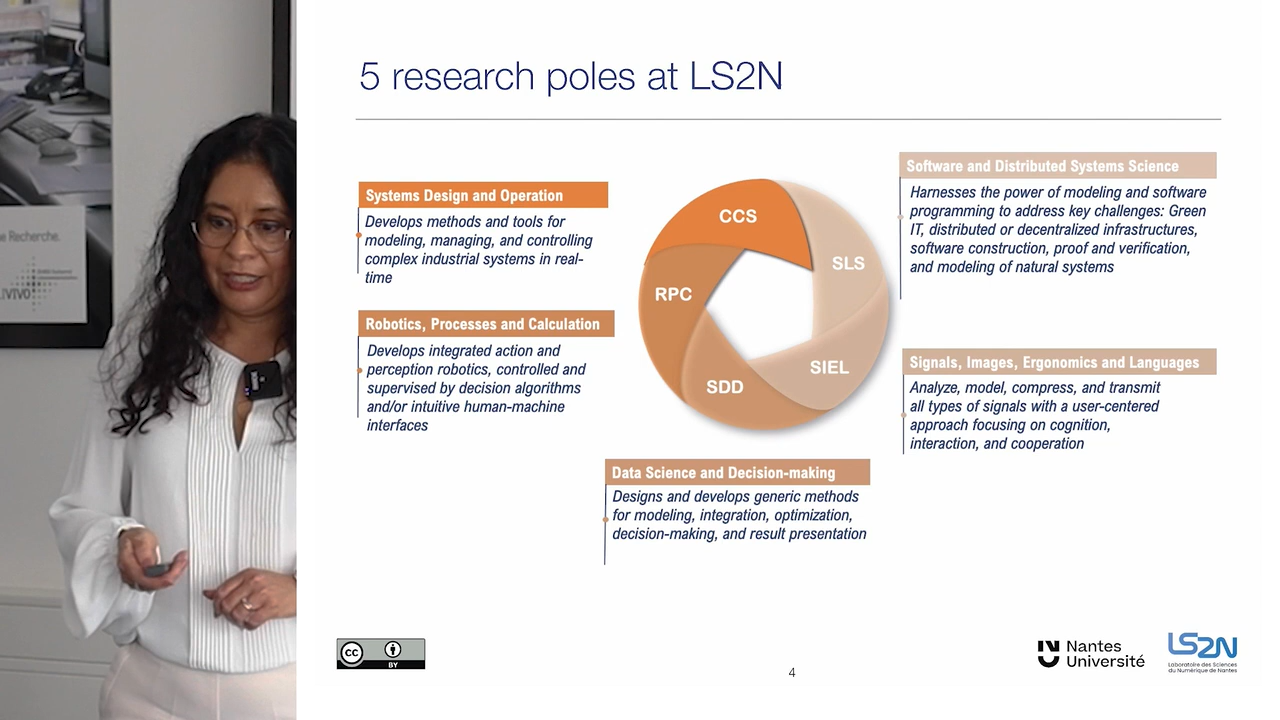 5 research poles at LS2N
Systems Design and Operation
Develops methods and tools for
modeling, managing, and controlling
complex industrial systems in real-
time
Robotics, Processes and Calculation
Develops integrated action and
perception robotics, controlled and
supervised by decision algorithms
and/or intuitive human-machine
interfaces
CCS
SLS
RPC
SDD
SIEL
Software and Distributed Systems Science
Harnesses the power of modeling and software
programming to address key challenges: Green
IT, distributed or decentralized infrastructures,
software construction, proof and verification,
and modeling of natural systems
Signals, Images, Ergonomics and Languages
Analyze, model, compress, and transmit
all types of signals with a user-centered
approach focusing on cognition,
interaction, and cooperation
Data Science and Decision-making
Designs and develops generic methods
for modeling, integration, optimization,
decision-making, and result presentation
e Recherche.
VIVO
cc
BY
4
Nantes
Université
LS2N
Laboratoire des Sciences
du Numérique de Nantes